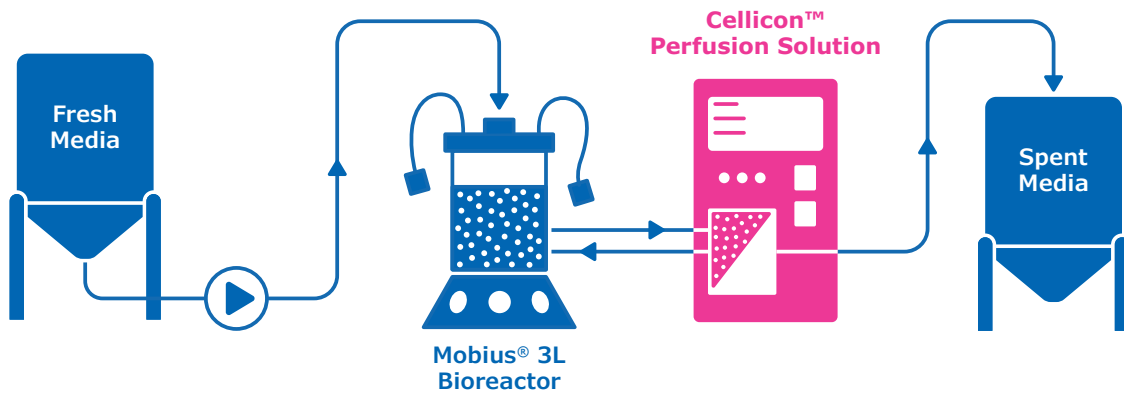 Cellicon™
Perfusion Solution
Fresh
Media
Spent
Media
Mobius® 3L
Bioreactor